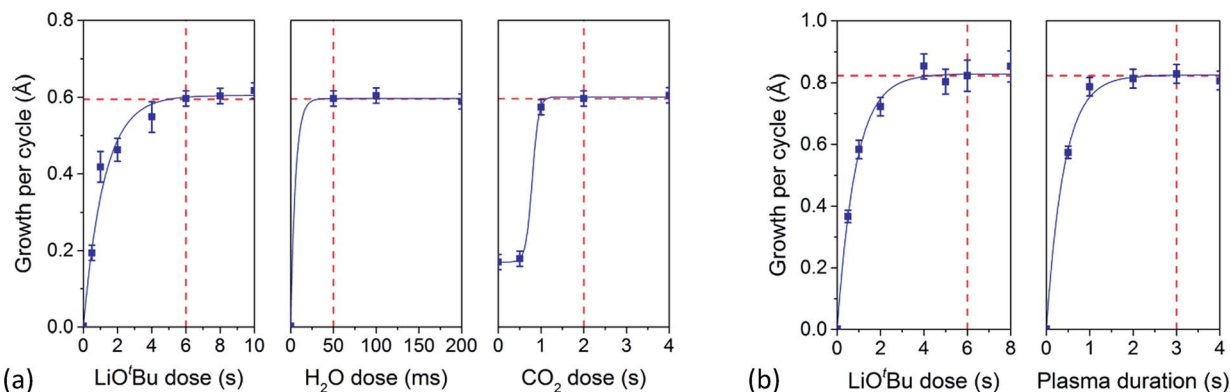 0.8
0.6
0.4
0.2
0.0
Growth per cycle (Å)
0 2 4 6 8 10
LiOᵗBu dose (s)
0 50 100 150 200
H₂O dose (ms)
0 1 2 3 4
CO₂ dose (s)
(a)
1.0
0.8
0.6
0.4
0.2
0.0
Growth per cycle (Å)
0 2 4 6 8
LiOᵗBu dose (s)
0 1 2 3 4
Plasma duration (s)
(b)